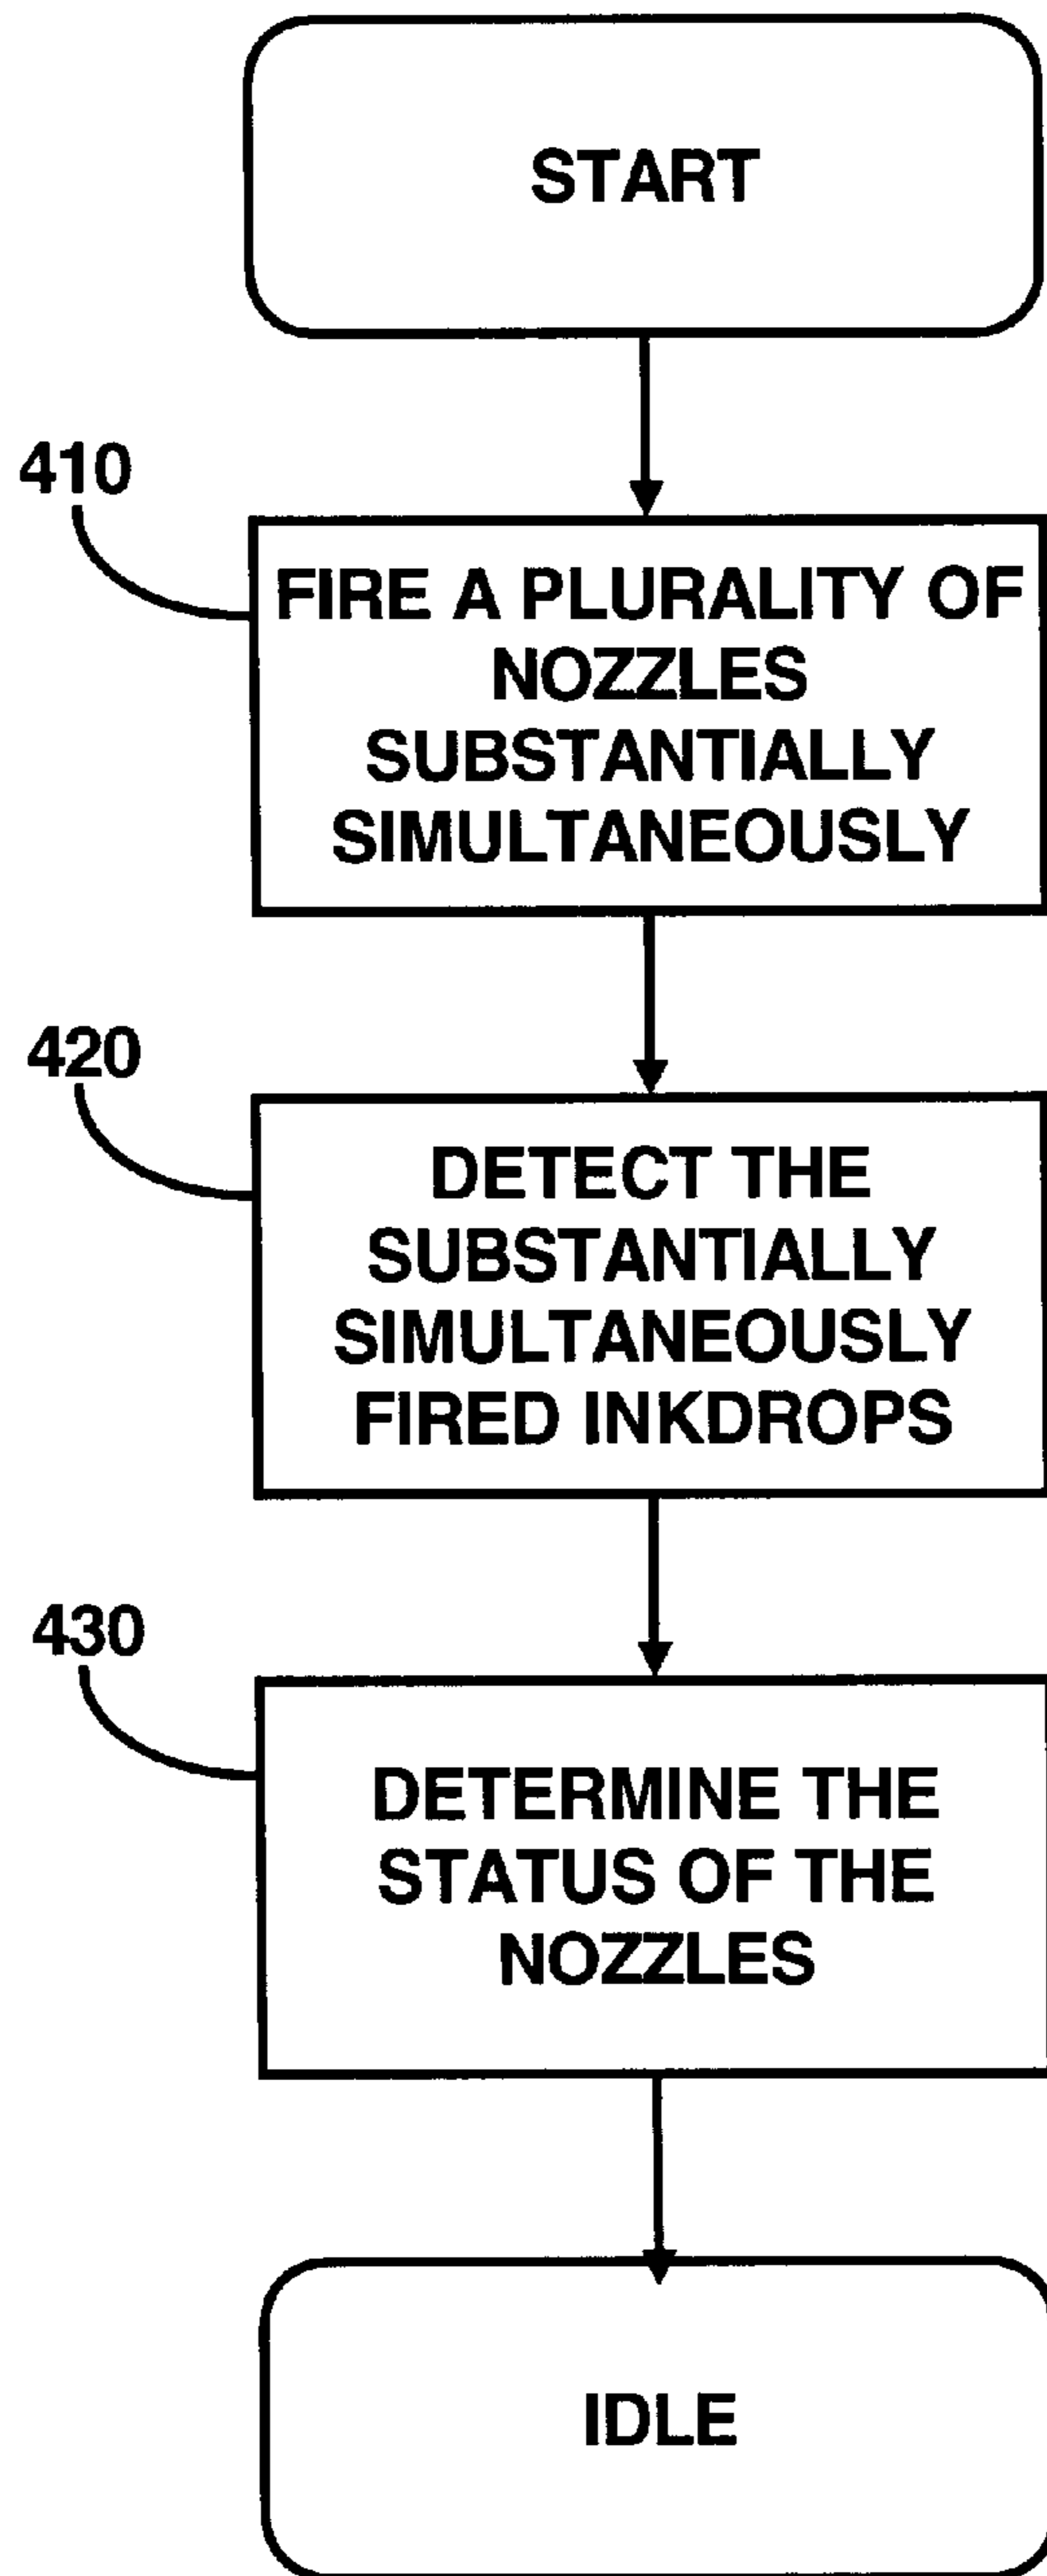 START
410
FIRE A PLURALITY OF
NOZZLES
SUBSTANTIALLY
SIMULTANEOUSLY
420
DETECT THE
SUBSTANTIALLY
SIMULTANEOUSLY
FIRED INKDROPS
430
DETERMINE THE
STATUS OF THE
NOZZLES
IDLE